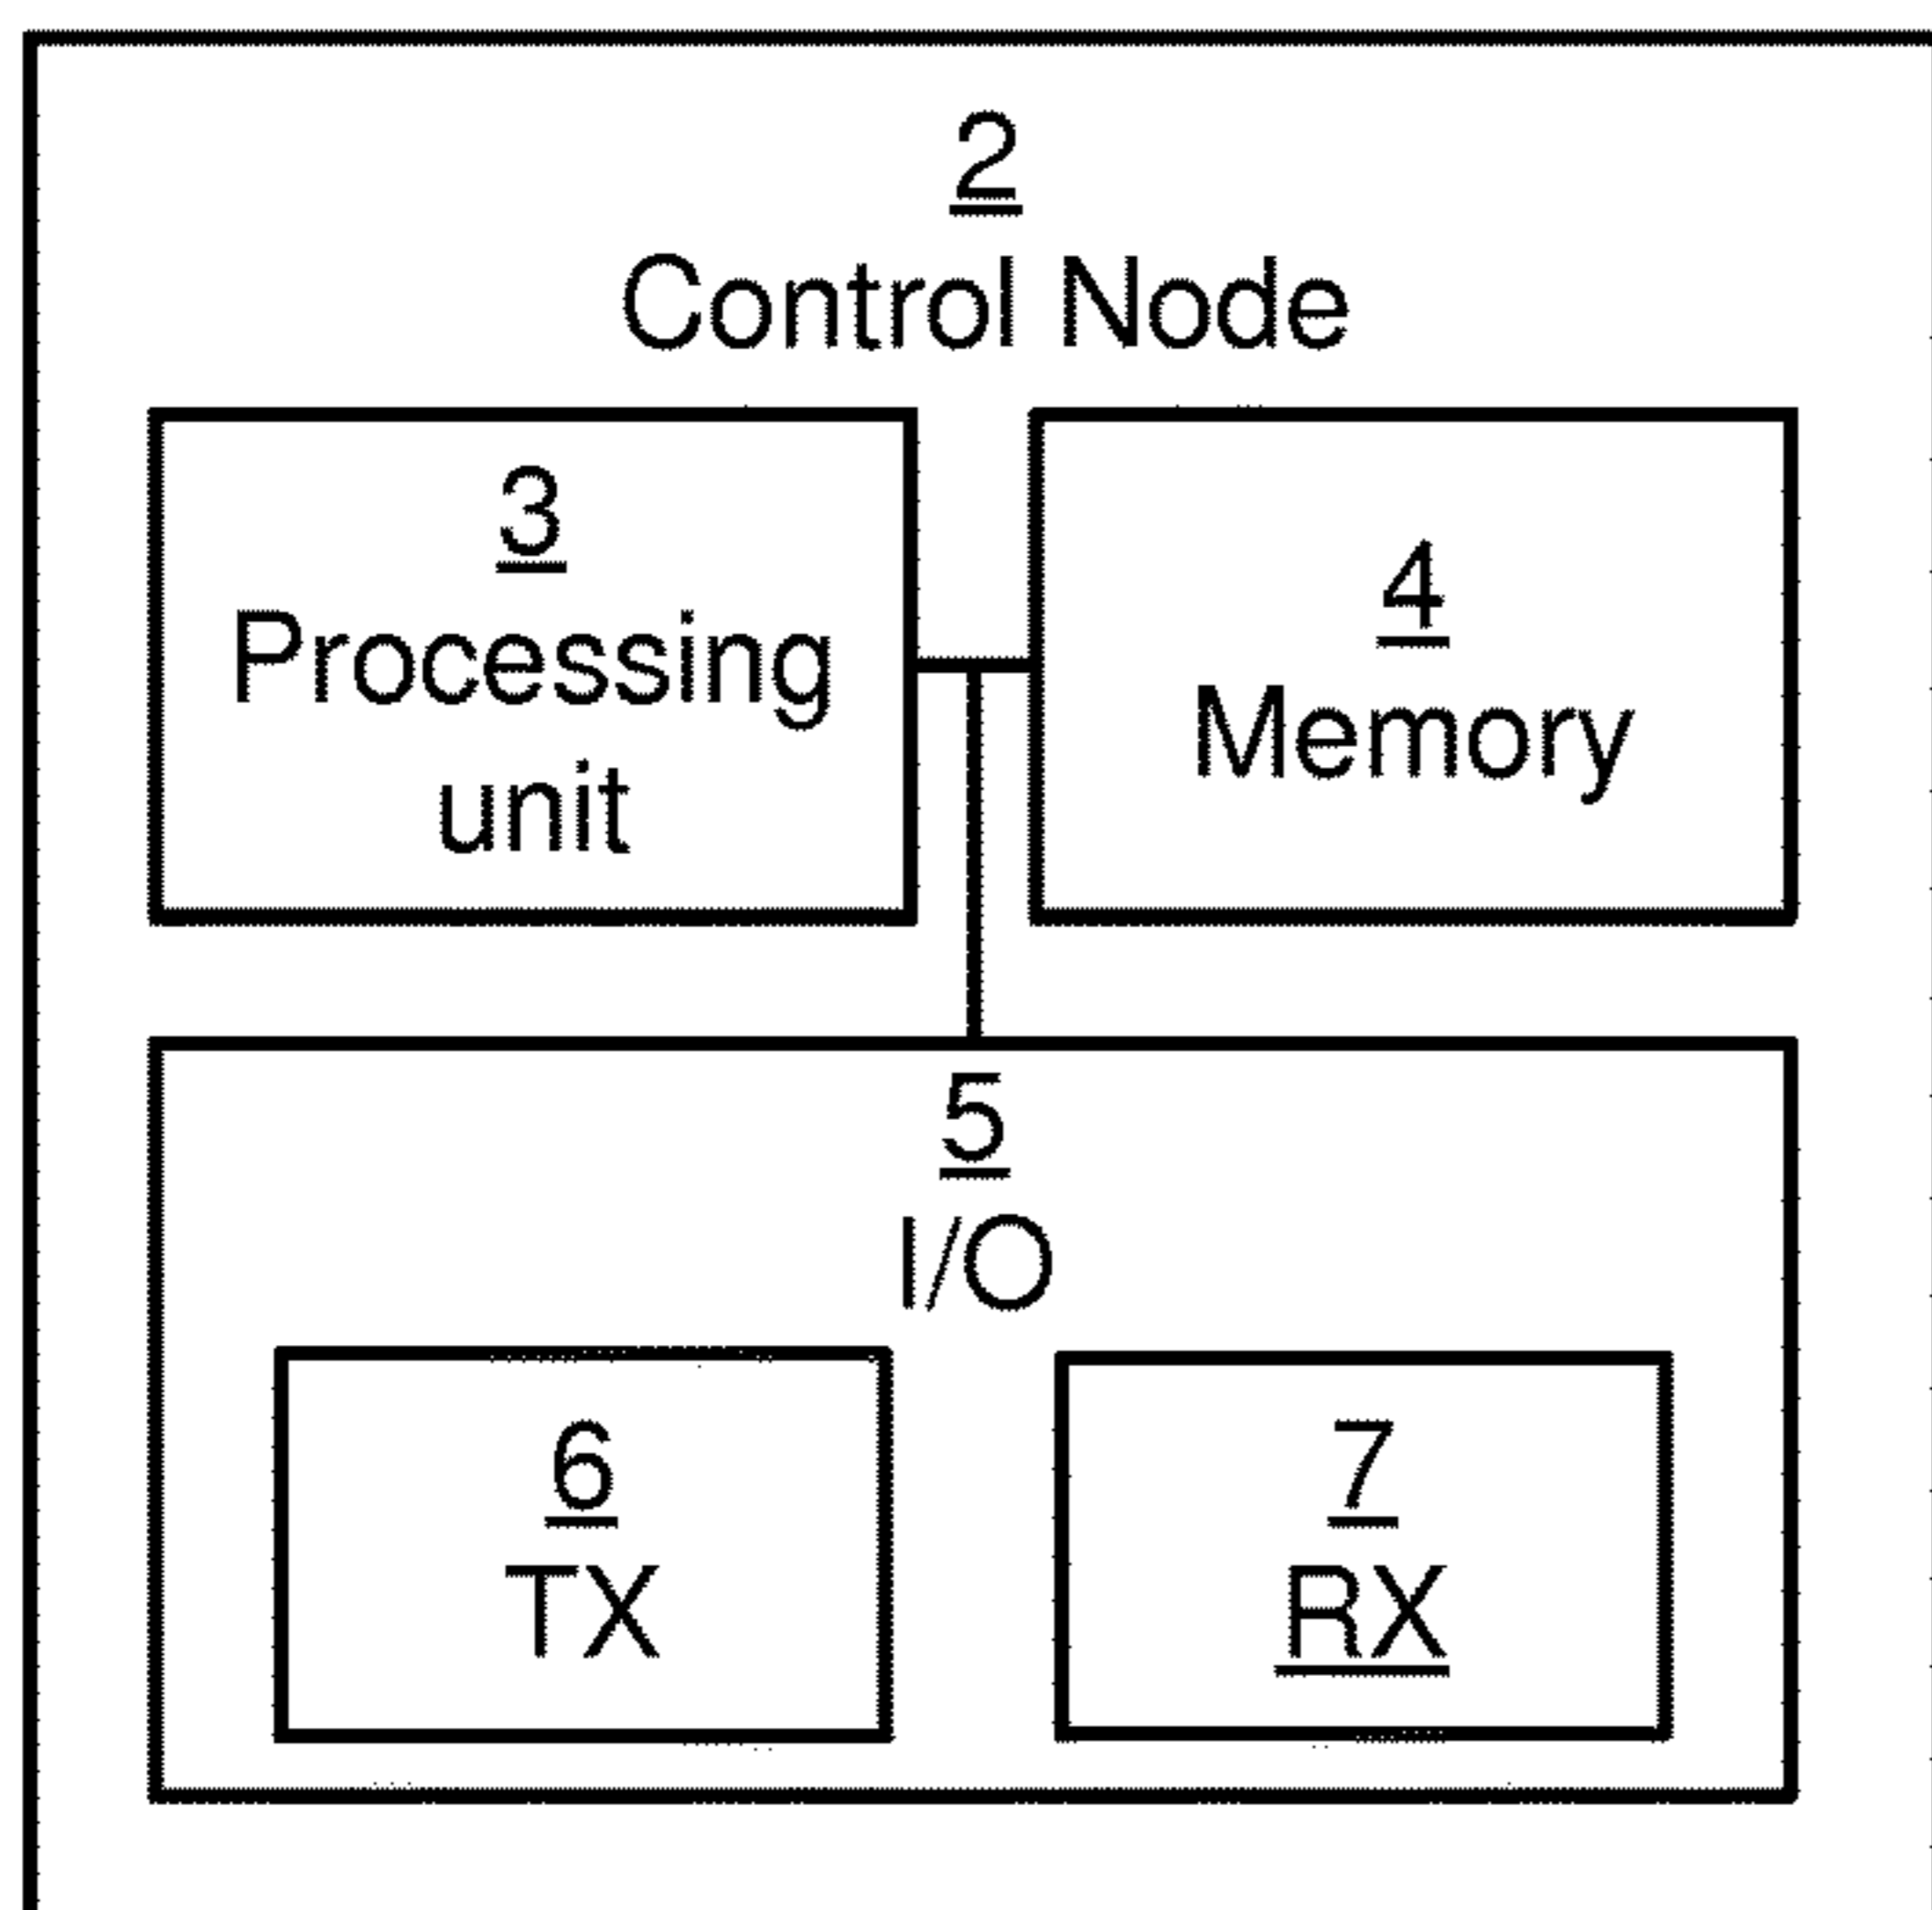 2
Control Node
3
Processing
unit
4
Memory
5
I/O
6
TX
7
RX